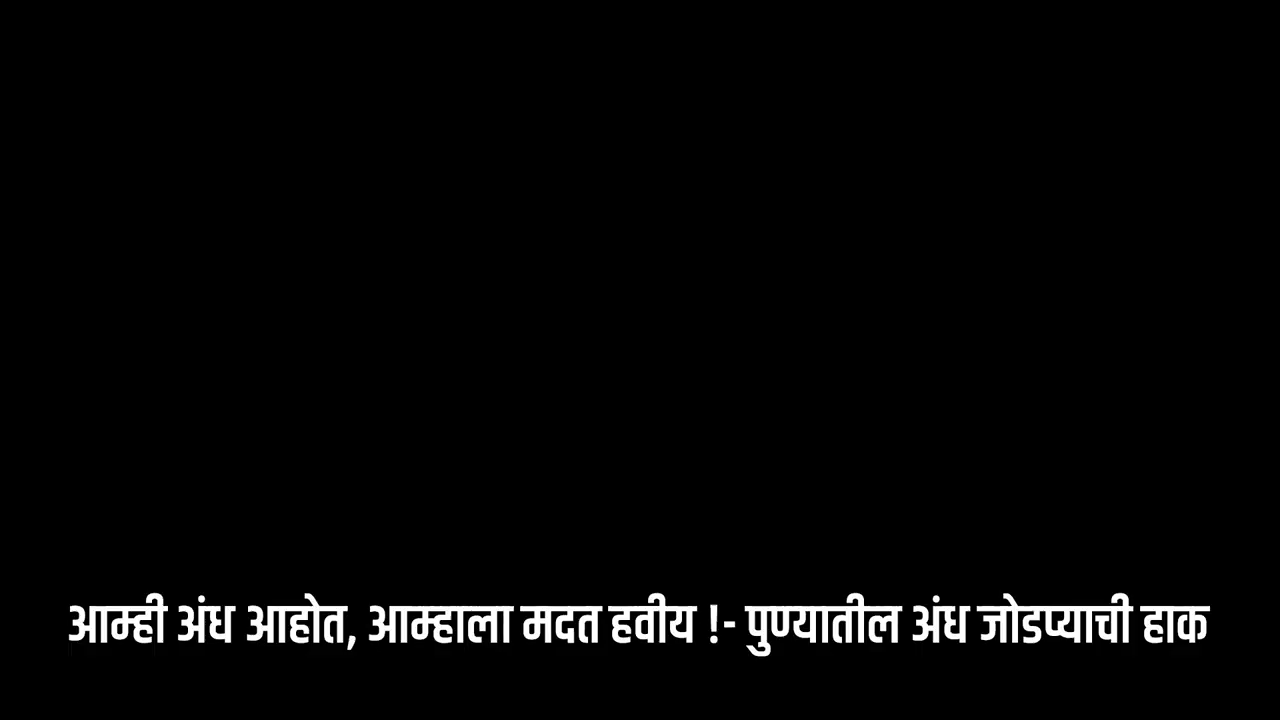 आम्ही अंध आहोत, आम्हाला मदत हवीय !- पुण्यातील अंध जोडप्याची हाक